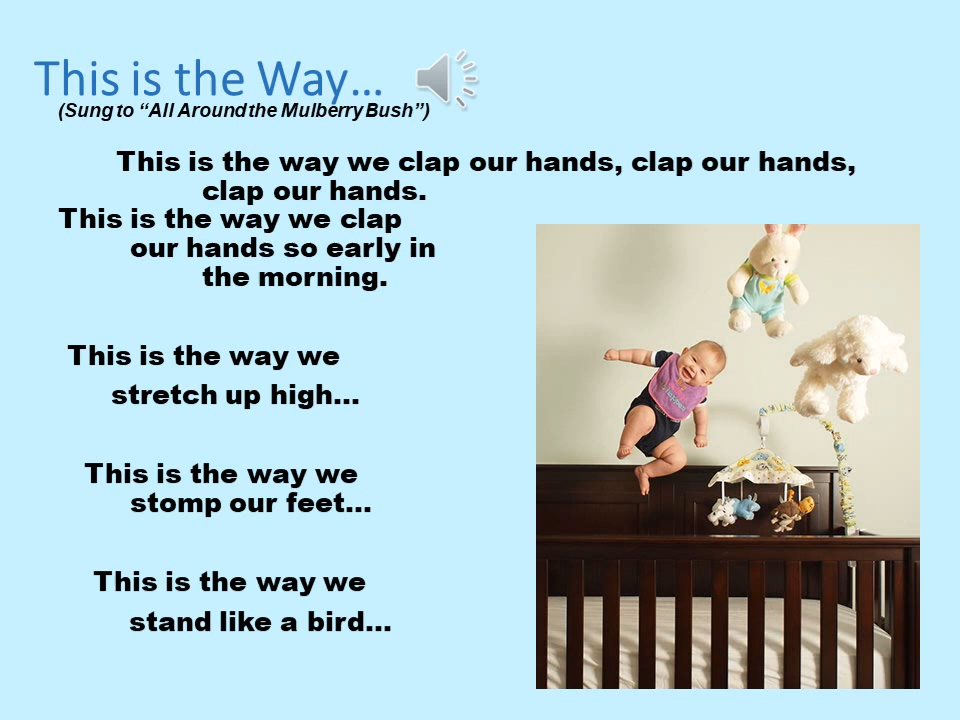 This is the Way…
(Sung to “All Around the Mulberry Bush”)
This is the way we clap our hands, clap our hands,
clap our hands.
This is the way we clap
our hands so early in
the morning.
This is the way we
stretch up high…
This is the way we
stomp our feet…
This is the way we
stand like a bird…